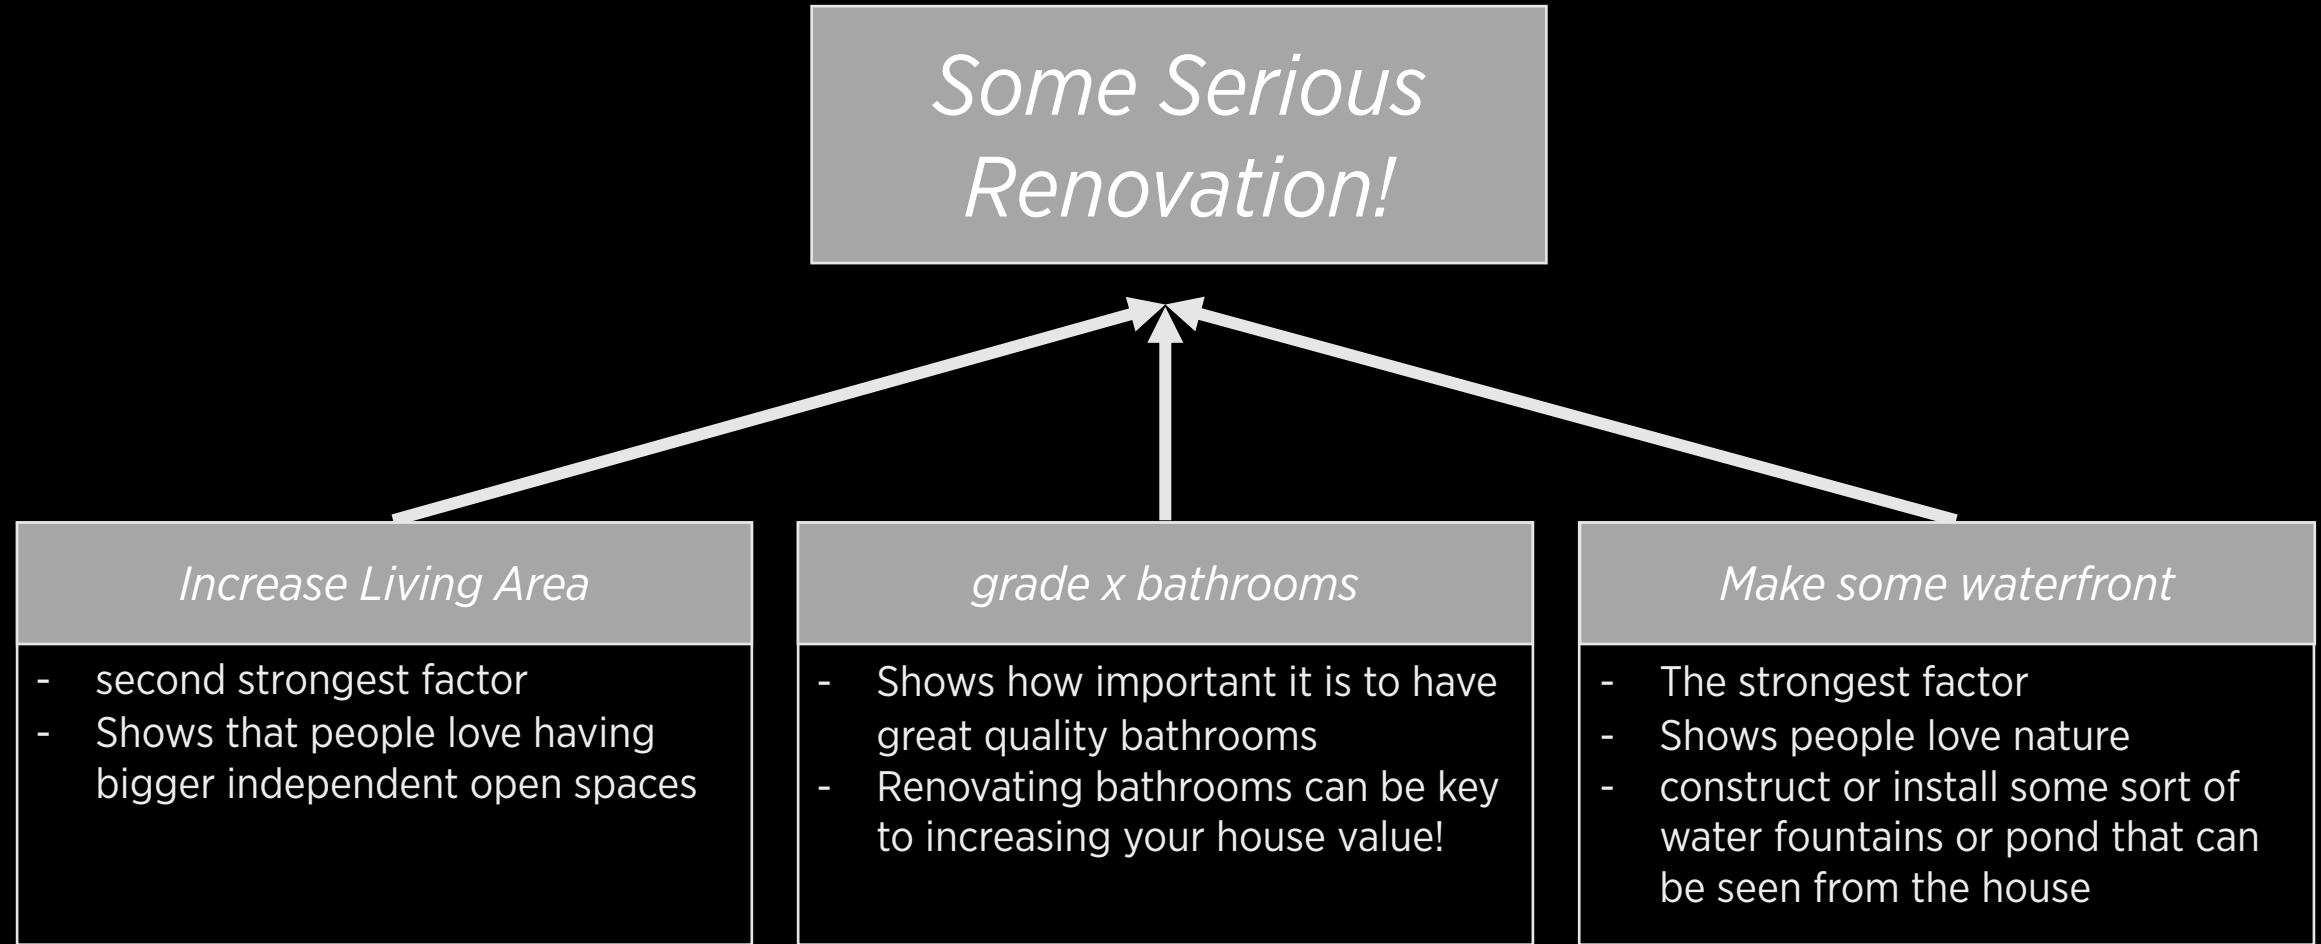 Some Serious
Renovation!
Increase Living Area
- second strongest factor
- Shows that people love having
bigger independent open spaces
grade x bathrooms
- Shows how important it is to have
great quality bathrooms
- Renovating bathrooms can be key
to increasing your house value!
Make some waterfront
- The strongest factor
- Shows people love nature
- construct or install some sort of
water fountains or pond that can
be seen from the house